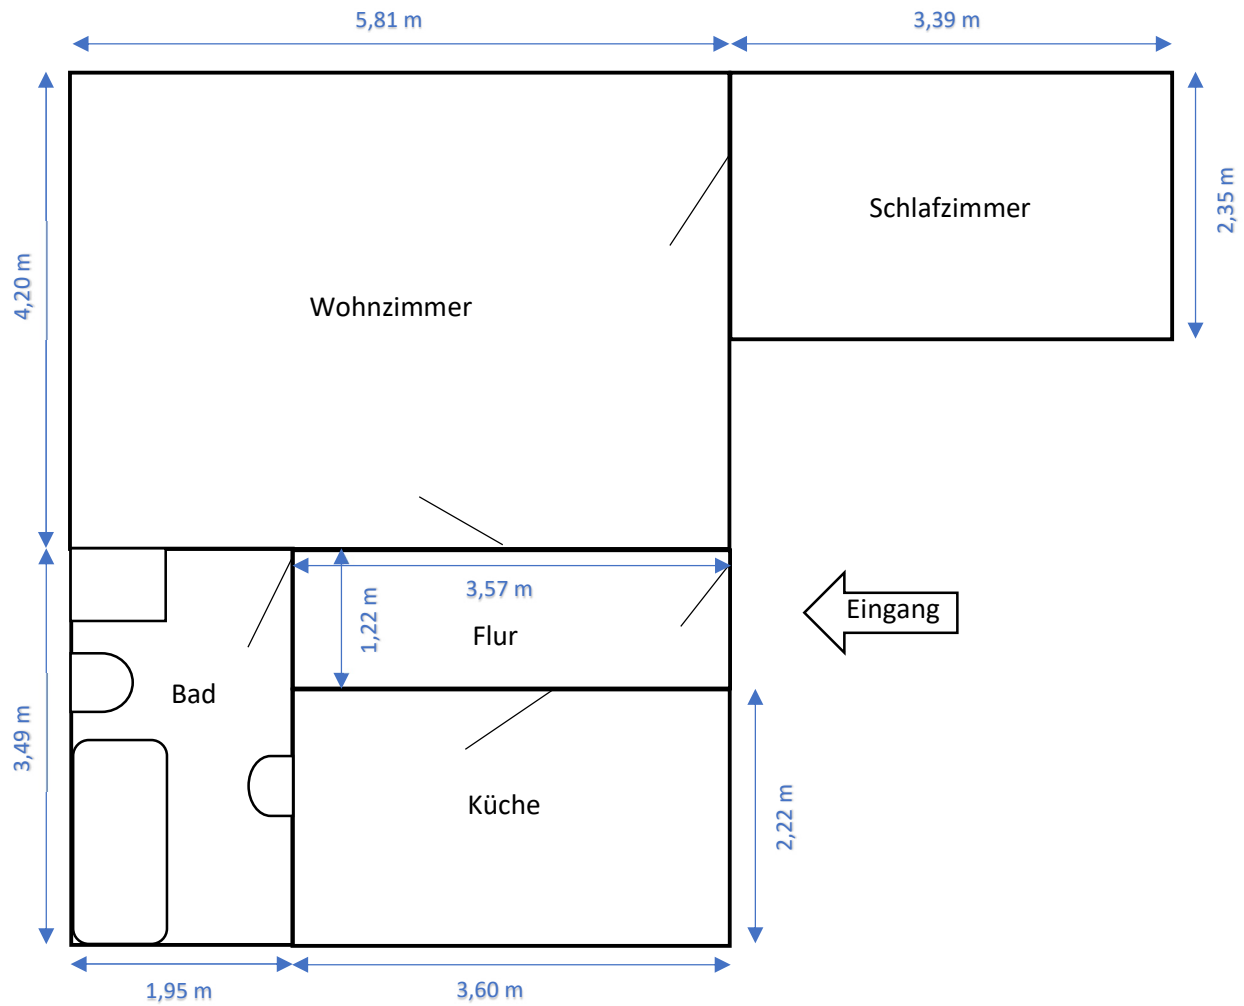 5,81 m
3,39 m
Schlafzimmer
2,35 m
4,20 m
Wohnzimmer
3,57 m
1,22 m
Flur
Eingang
Bad
3,49 m
Küche
2,22 m
1,95 m
3,60 m